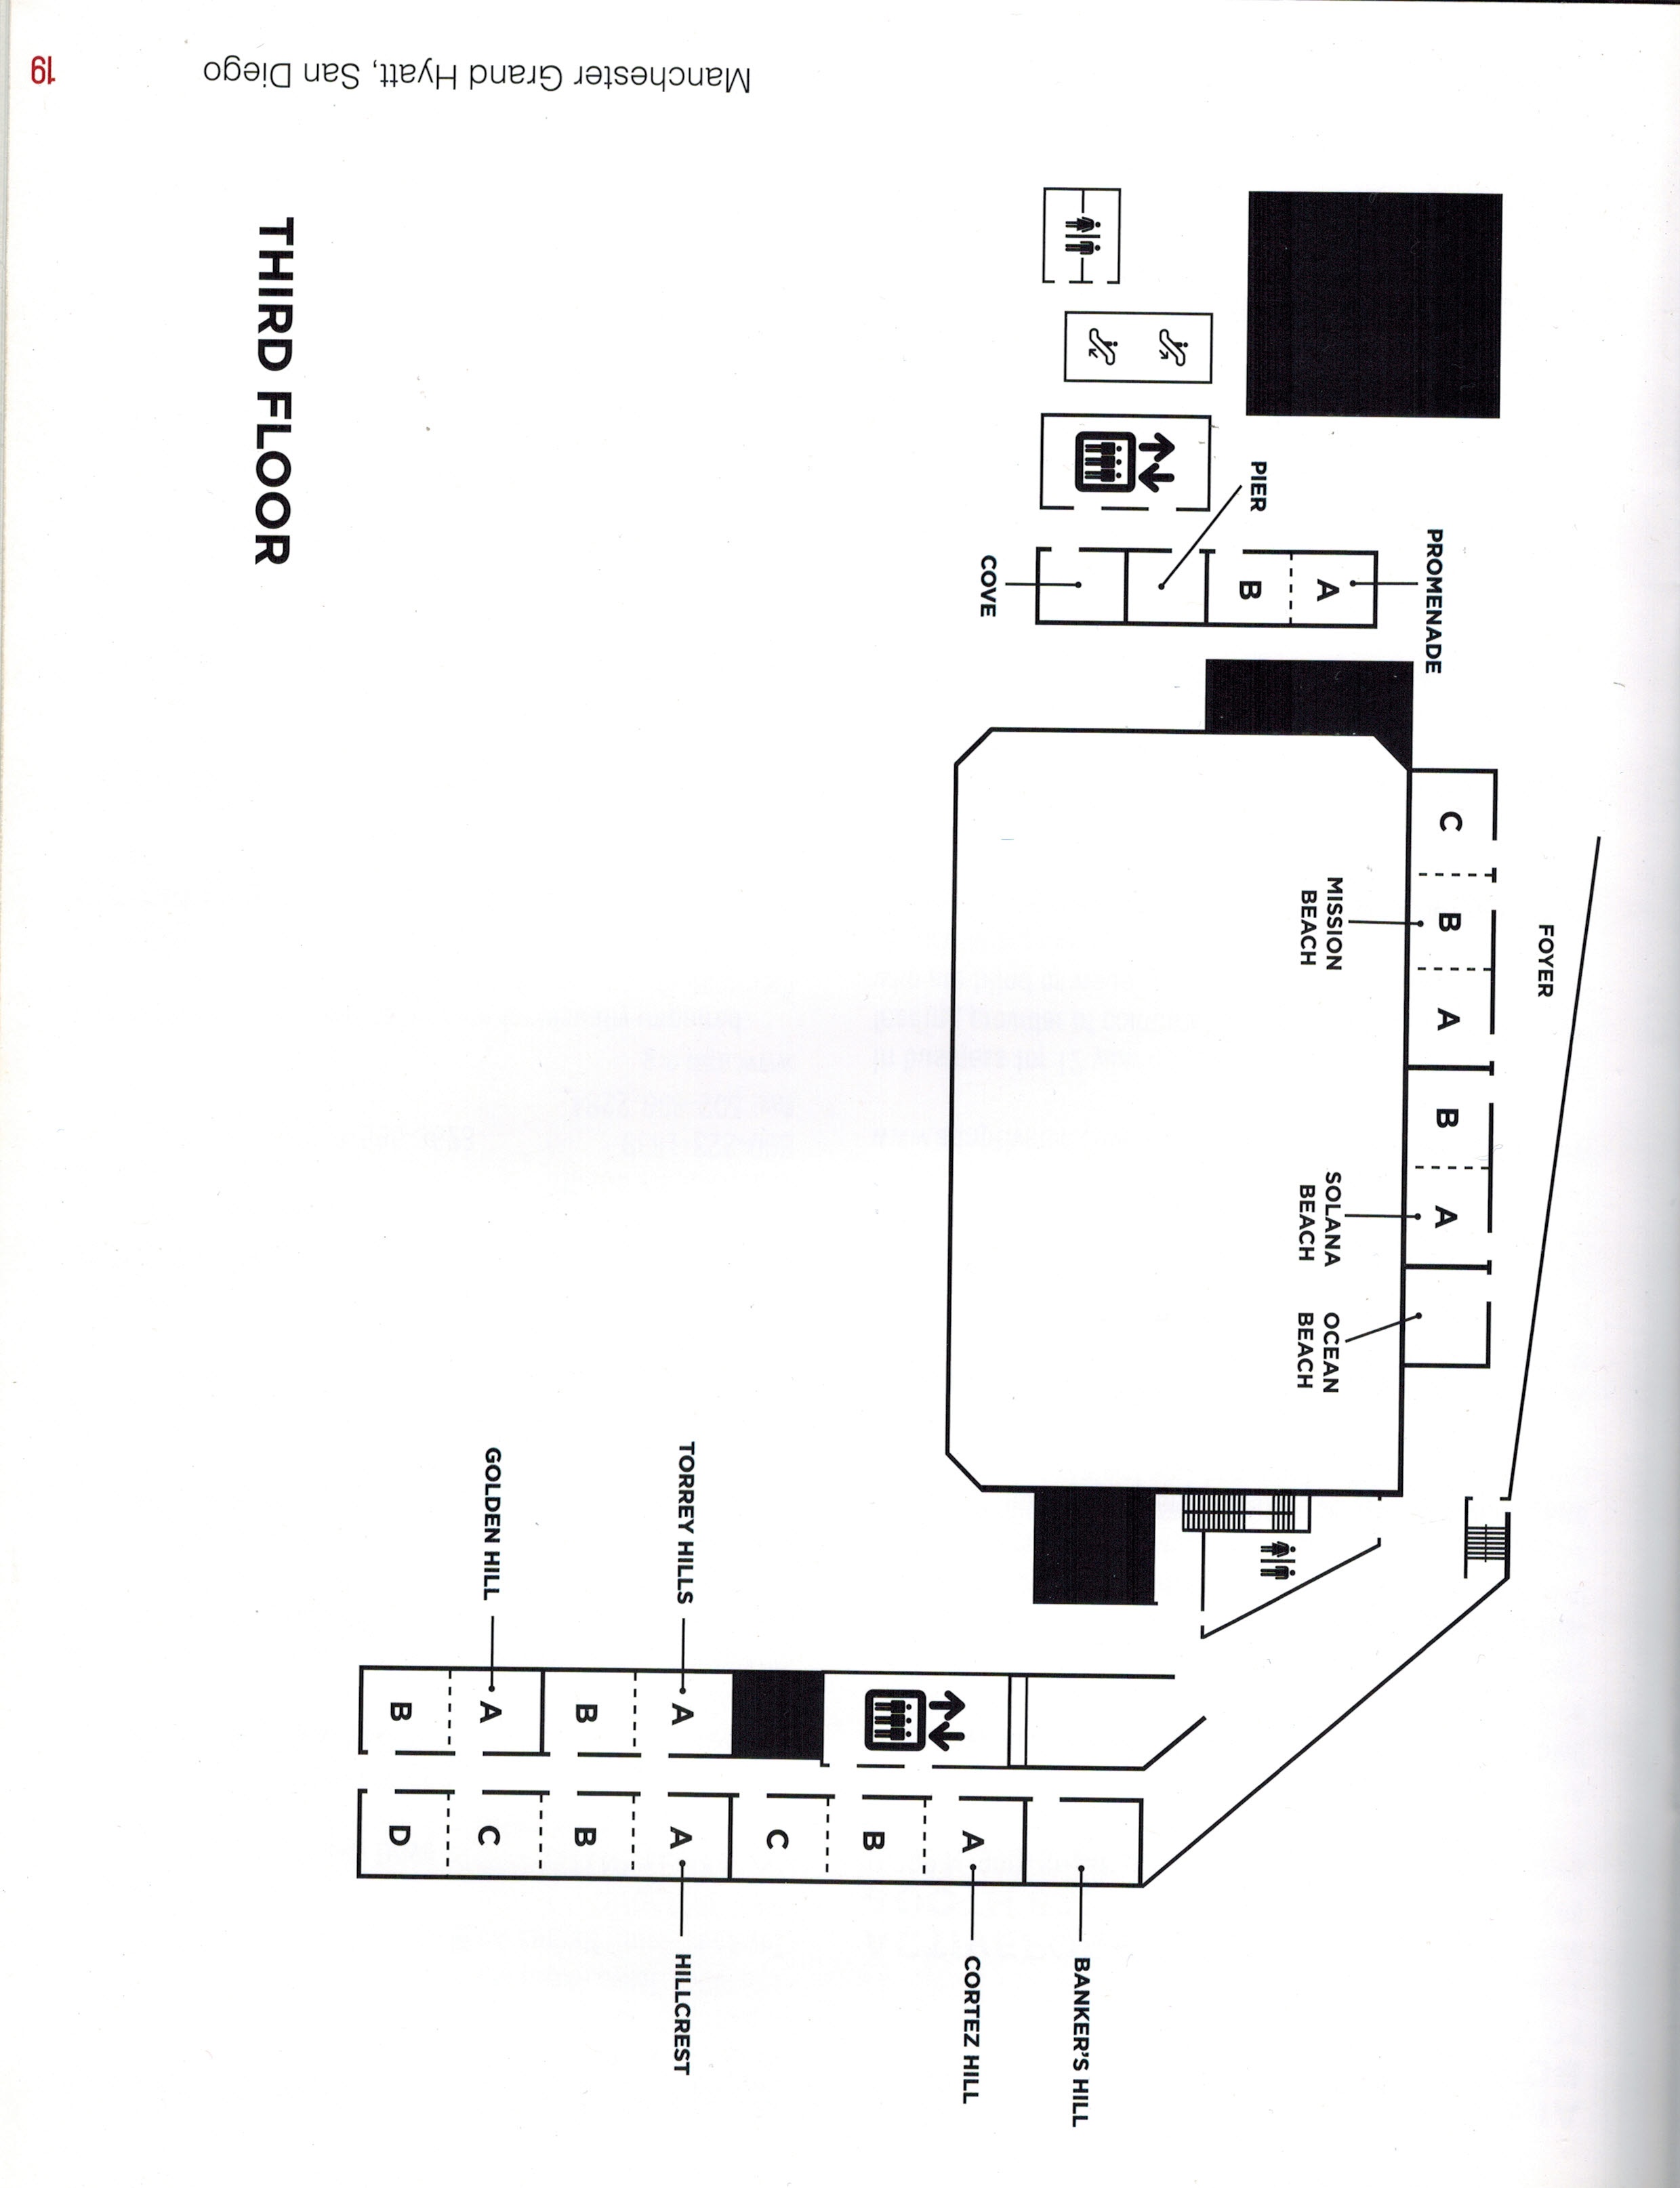 Manchester Grand Hyatt, San Diego
19
THIRD FLOOR
PIER
PROMENADE
COVE
B
A
FOYER
C
B
A
B
A
MISSION
BEACH
SOLANA
BEACH
OCEAN
BEACH
GOLDEN HILL
TORREY HILLS
B
A
B
A
D
C
B
A
C
B
A
HILLCREST
CORTEZ HILL
BANKER'S HILL